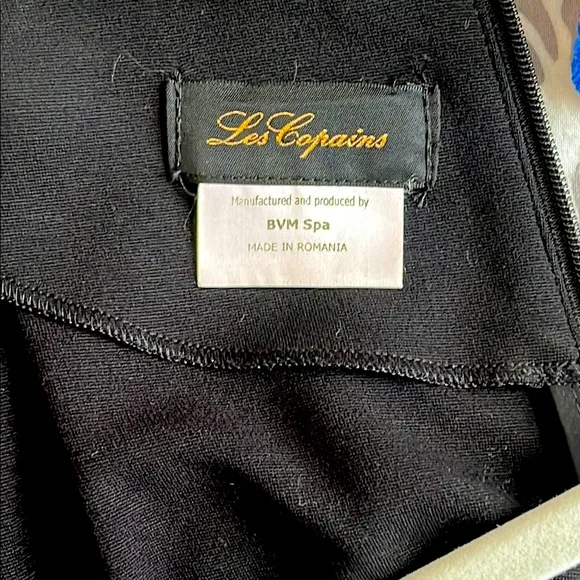 Les Copains
Manufactured and produced by
BVM Spa
MADE IN ROMANIA